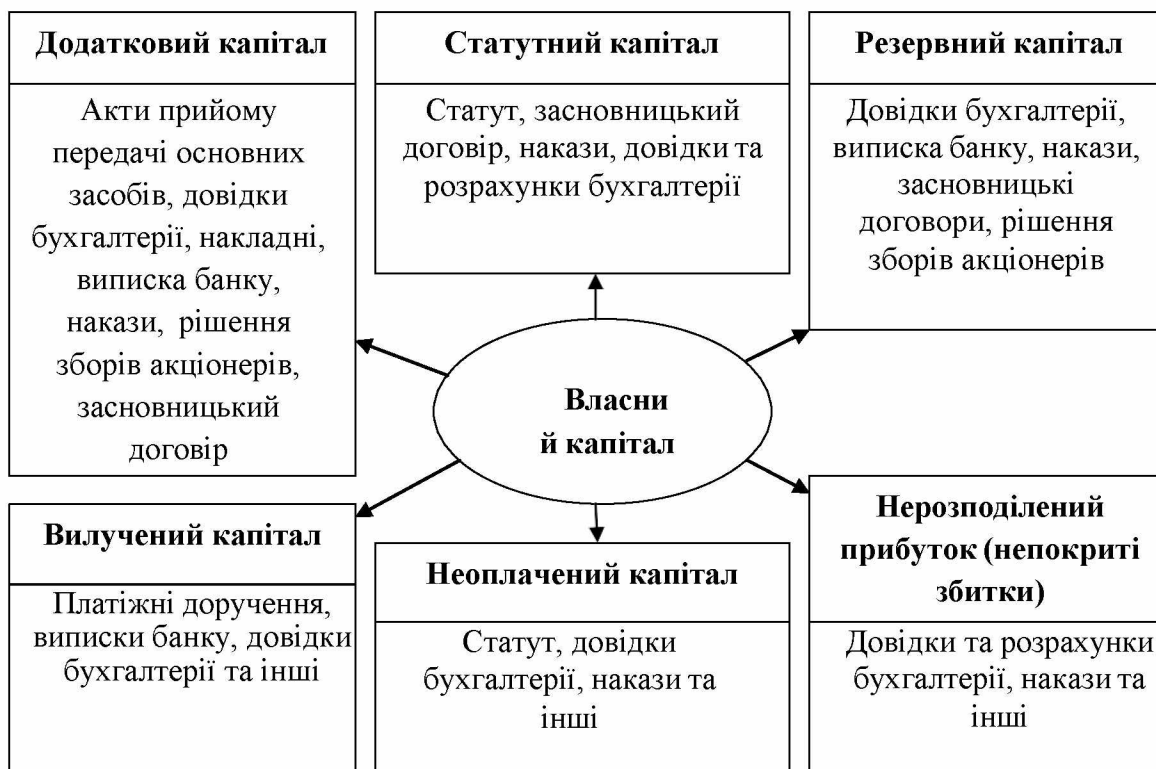 Додатковий капітал
Акти прийому
передачі основних
засобів, довідки
бухгалтерії, накладні,
виписка банку,
накази, рішення
зборів акціонерів,
засновницький
договір
Статутний капітал
Статут, засновницький
договір, накази, довідки та
розрахунки бухгалтерії
Резервний капітал
Довідки бухгалтерії,
виписка банку, накази,
засновницькі
договори, рішення
зборів акціонерів
Власни
й капітал
Вилучений капітал
Платіжні доручення,
виписки банку, довідки
бухгалтерії та інші
Неоплачений капітал
Статут, довідки
бухгалтерії, накази та
інші
Нерозподілений
прибуток (непокриті
збитки)
Довідки та розрахунки
бухгалтерії, накази та
інші